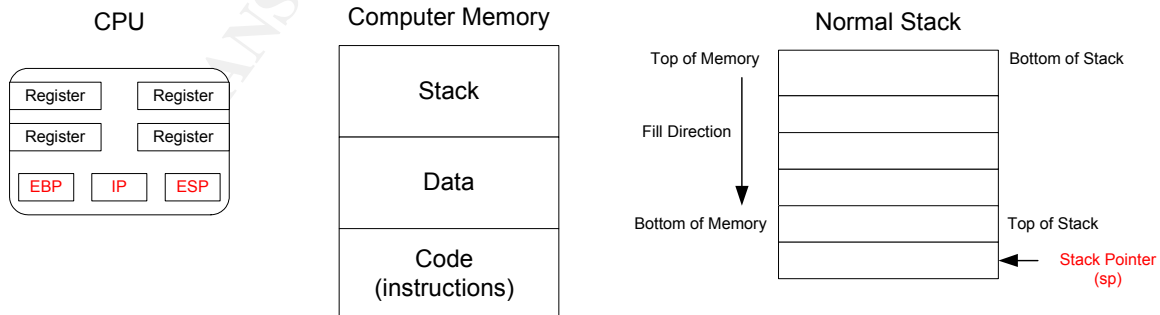 CPU
Register
Register
Register
Register
EBP
IP
ESP
Computer Memory
Stack
Data
Code
(instructions)
Normal Stack
Top of Memory
Bottom of Stack
Fill Direction
Bottom of Memory
Top of Stack
Stack Pointer
(sp)